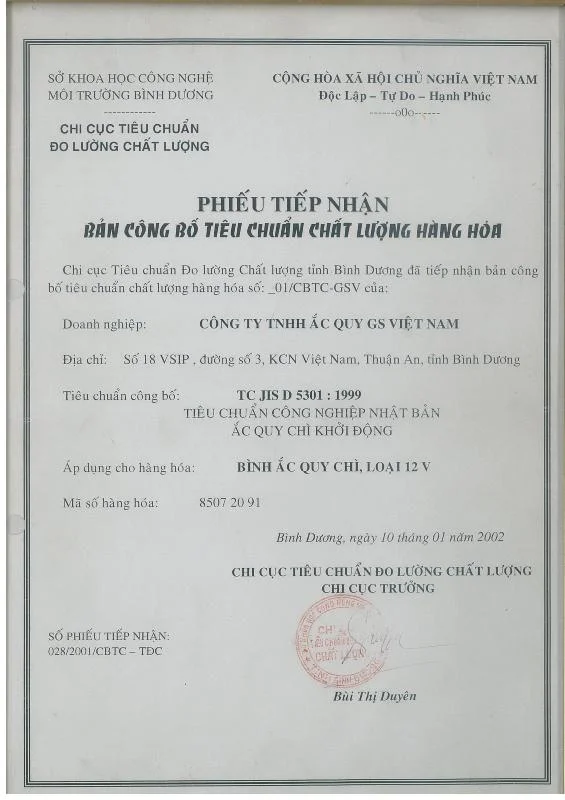 SỞ KHOA HỌC CÔNG NGHỆ
MÔI TRƯỜNG BÌNH DƯƠNG
------------
CHI CỤC TIÊU CHUẨN
ĐO LƯỜNG CHẤT LƯỢNG
CỘNG HÒA XÃ HỘI CHỦ NGHĨA VIỆT NAM
Độc Lập – Tự Do – Hạnh Phúc
------o0o------
PHIẾU TIẾP NHẬN
BẢN CÔNG BỐ TIÊU CHUẨN CHẤT LƯỢNG HÀNG HÓA
Chi cục Tiêu chuẩn Đo lường Chất lượng tỉnh Bình Dương đã tiếp nhận bản công
bố tiêu chuẩn chất lượng hàng hóa số: _01/CBTC-GSV của:
Doanh nghiệp: CÔNG TY TNHH ẮC QUY GS VIỆT NAM
Địa chỉ: Số 18 VSIP , đường số 3, KCN Việt Nam, Thuận An, tỉnh Bình Dương
Tiêu chuẩn công bố: TC JIS D 5301 : 1999
TIÊU CHUẨN CÔNG NGHIỆP NHẬT BẢN
ẮC QUY CHÌ KHỞI ĐỘNG
Áp dụng cho hàng hóa: BÌNH ẮC QUY CHÌ, LOẠI 12 V
Mã số hàng hóa: 8507 20 91
Bình Dương, ngày 10 tháng 01 năm 2002
CHI CỤC TIÊU CHUẨN ĐO LƯỜNG CHẤT LƯỢNG
CHI CỤC TRƯỞNG
SỐ PHIẾU TIẾP NHẬN:
028/2001/CBTC – TĐC
CHẤT LƯỢNG
Bùi Thị Duyên